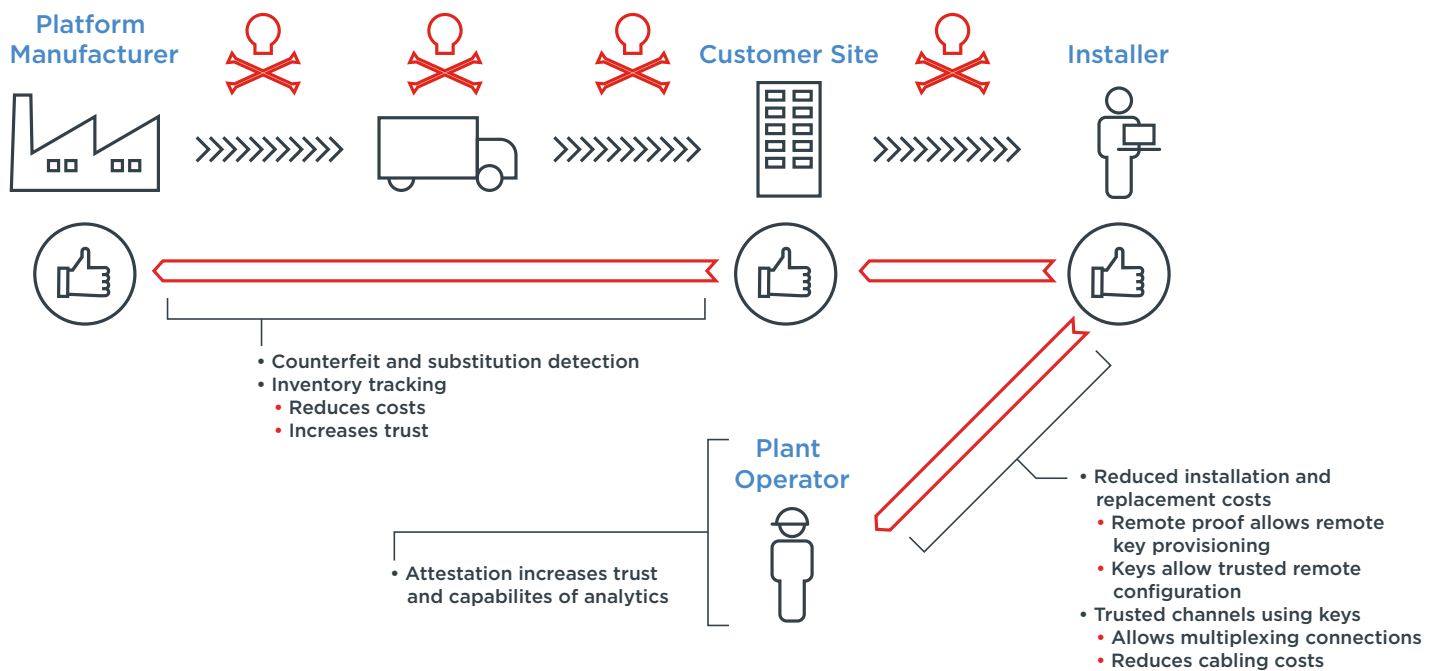 Platform
Manufacturer
Customer Site
Installer
• Counterfeit and substitution detection
• Inventory tracking
• Reduces costs
• Increases trust
Plant
Operator
• Attestation increases trust
and capabilites of analytics
• Reduced installation and
replacement costs
• Remote proof allows remote
key provisioning
• Keys allow trusted remote
configuration
• Trusted channels using keys
• Allows multiplexing connections
• Reduces cabling costs